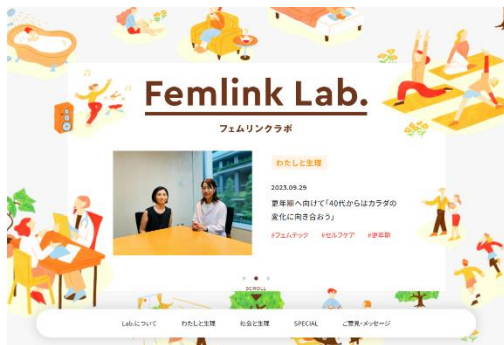 Femlink Lab.
フェムリンクラボ
わたしと生理
2023.09.29
更年期へ向けて「40代からはカラダの
変化に向き合おう」
#フェムテック #セルフケア #更年期
SCROLL
Lab.について わたしと生理 社会と生理 SPECIAL ご意見・メッセージ